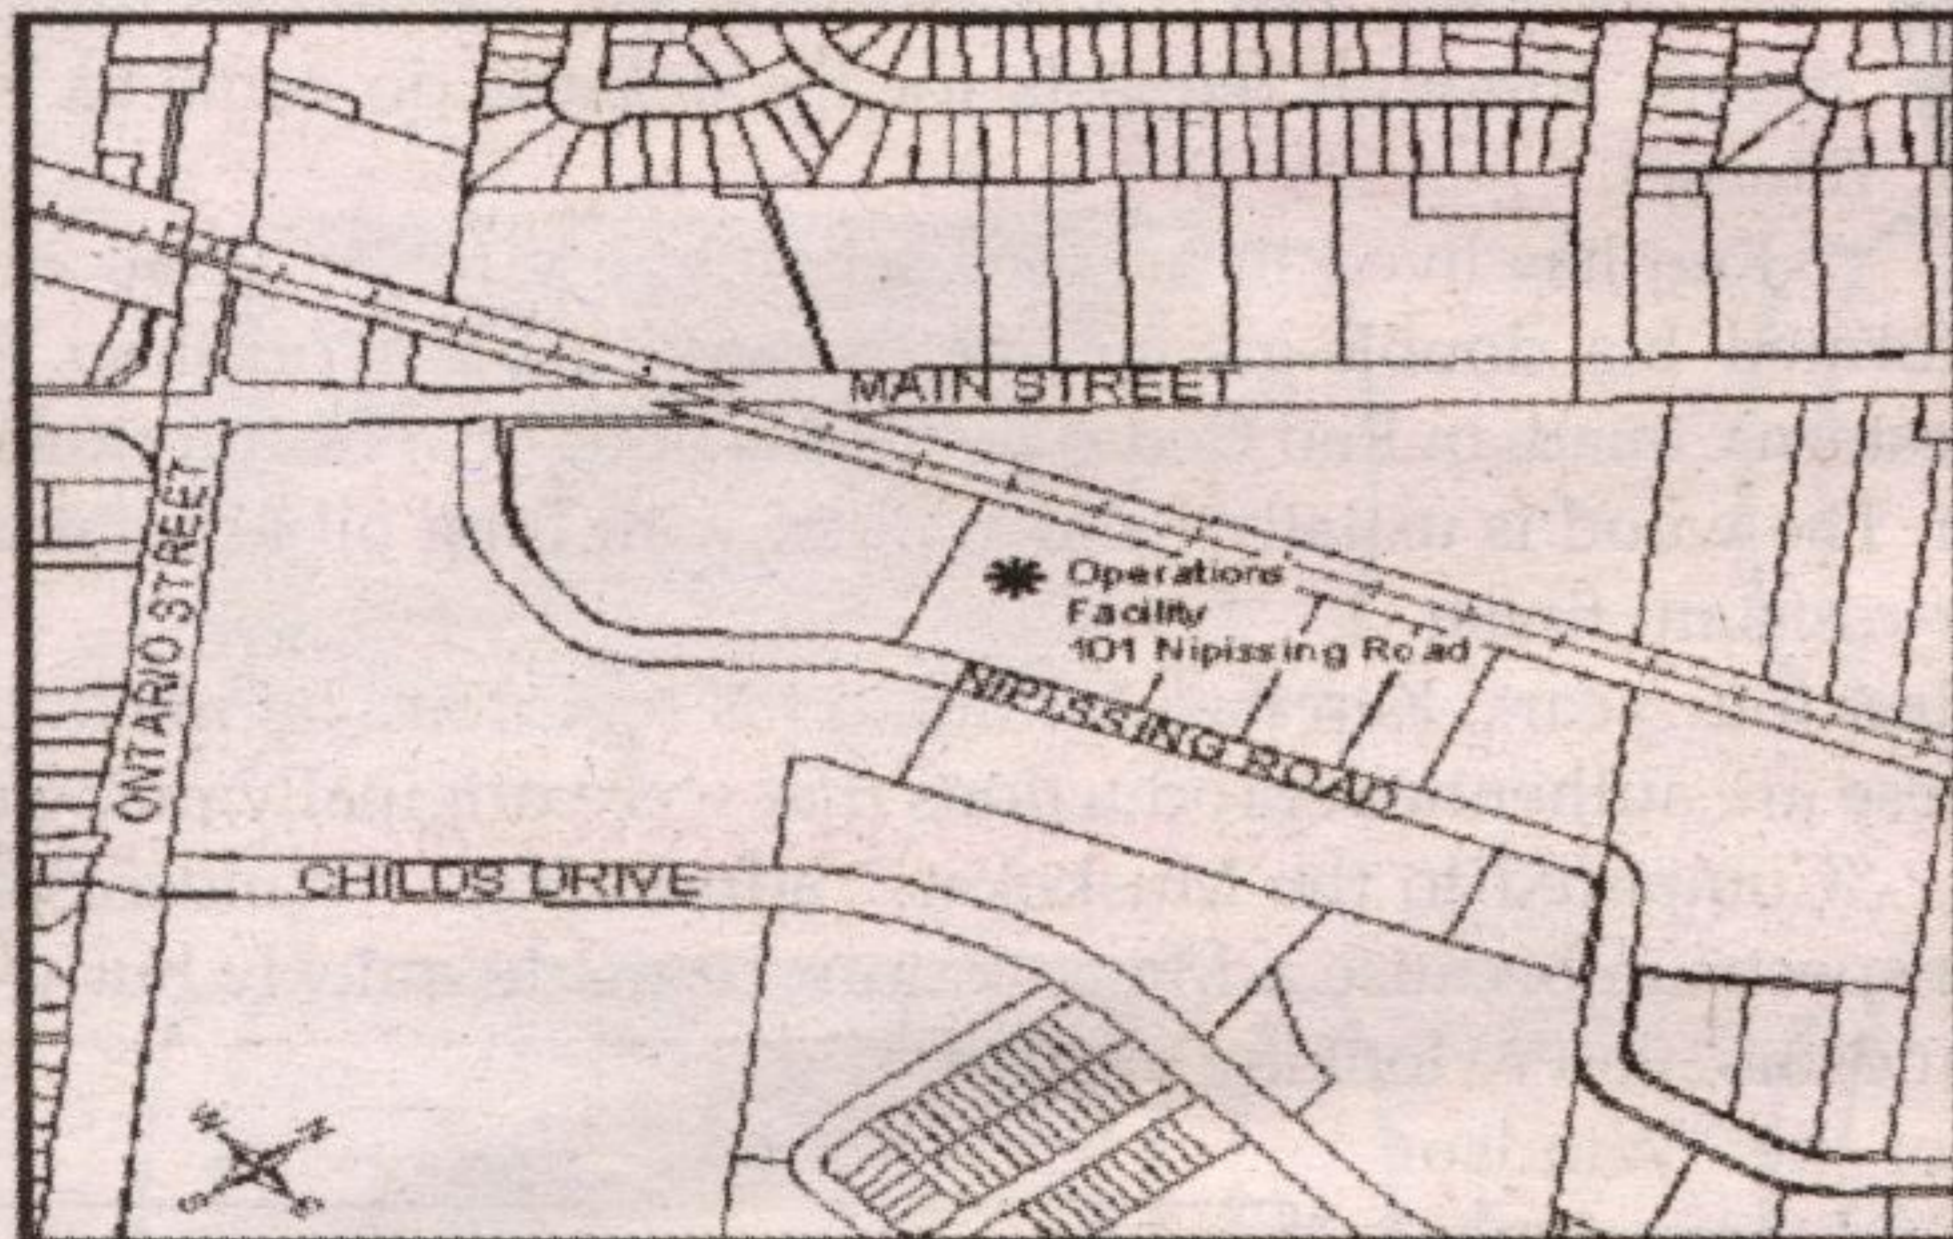 MAIN STREET
ONTARIO STREET
Operations
Facility
101 Nipissing Road
NIPISSING ROAD
CHILDS DRIVE
W
N
S
E